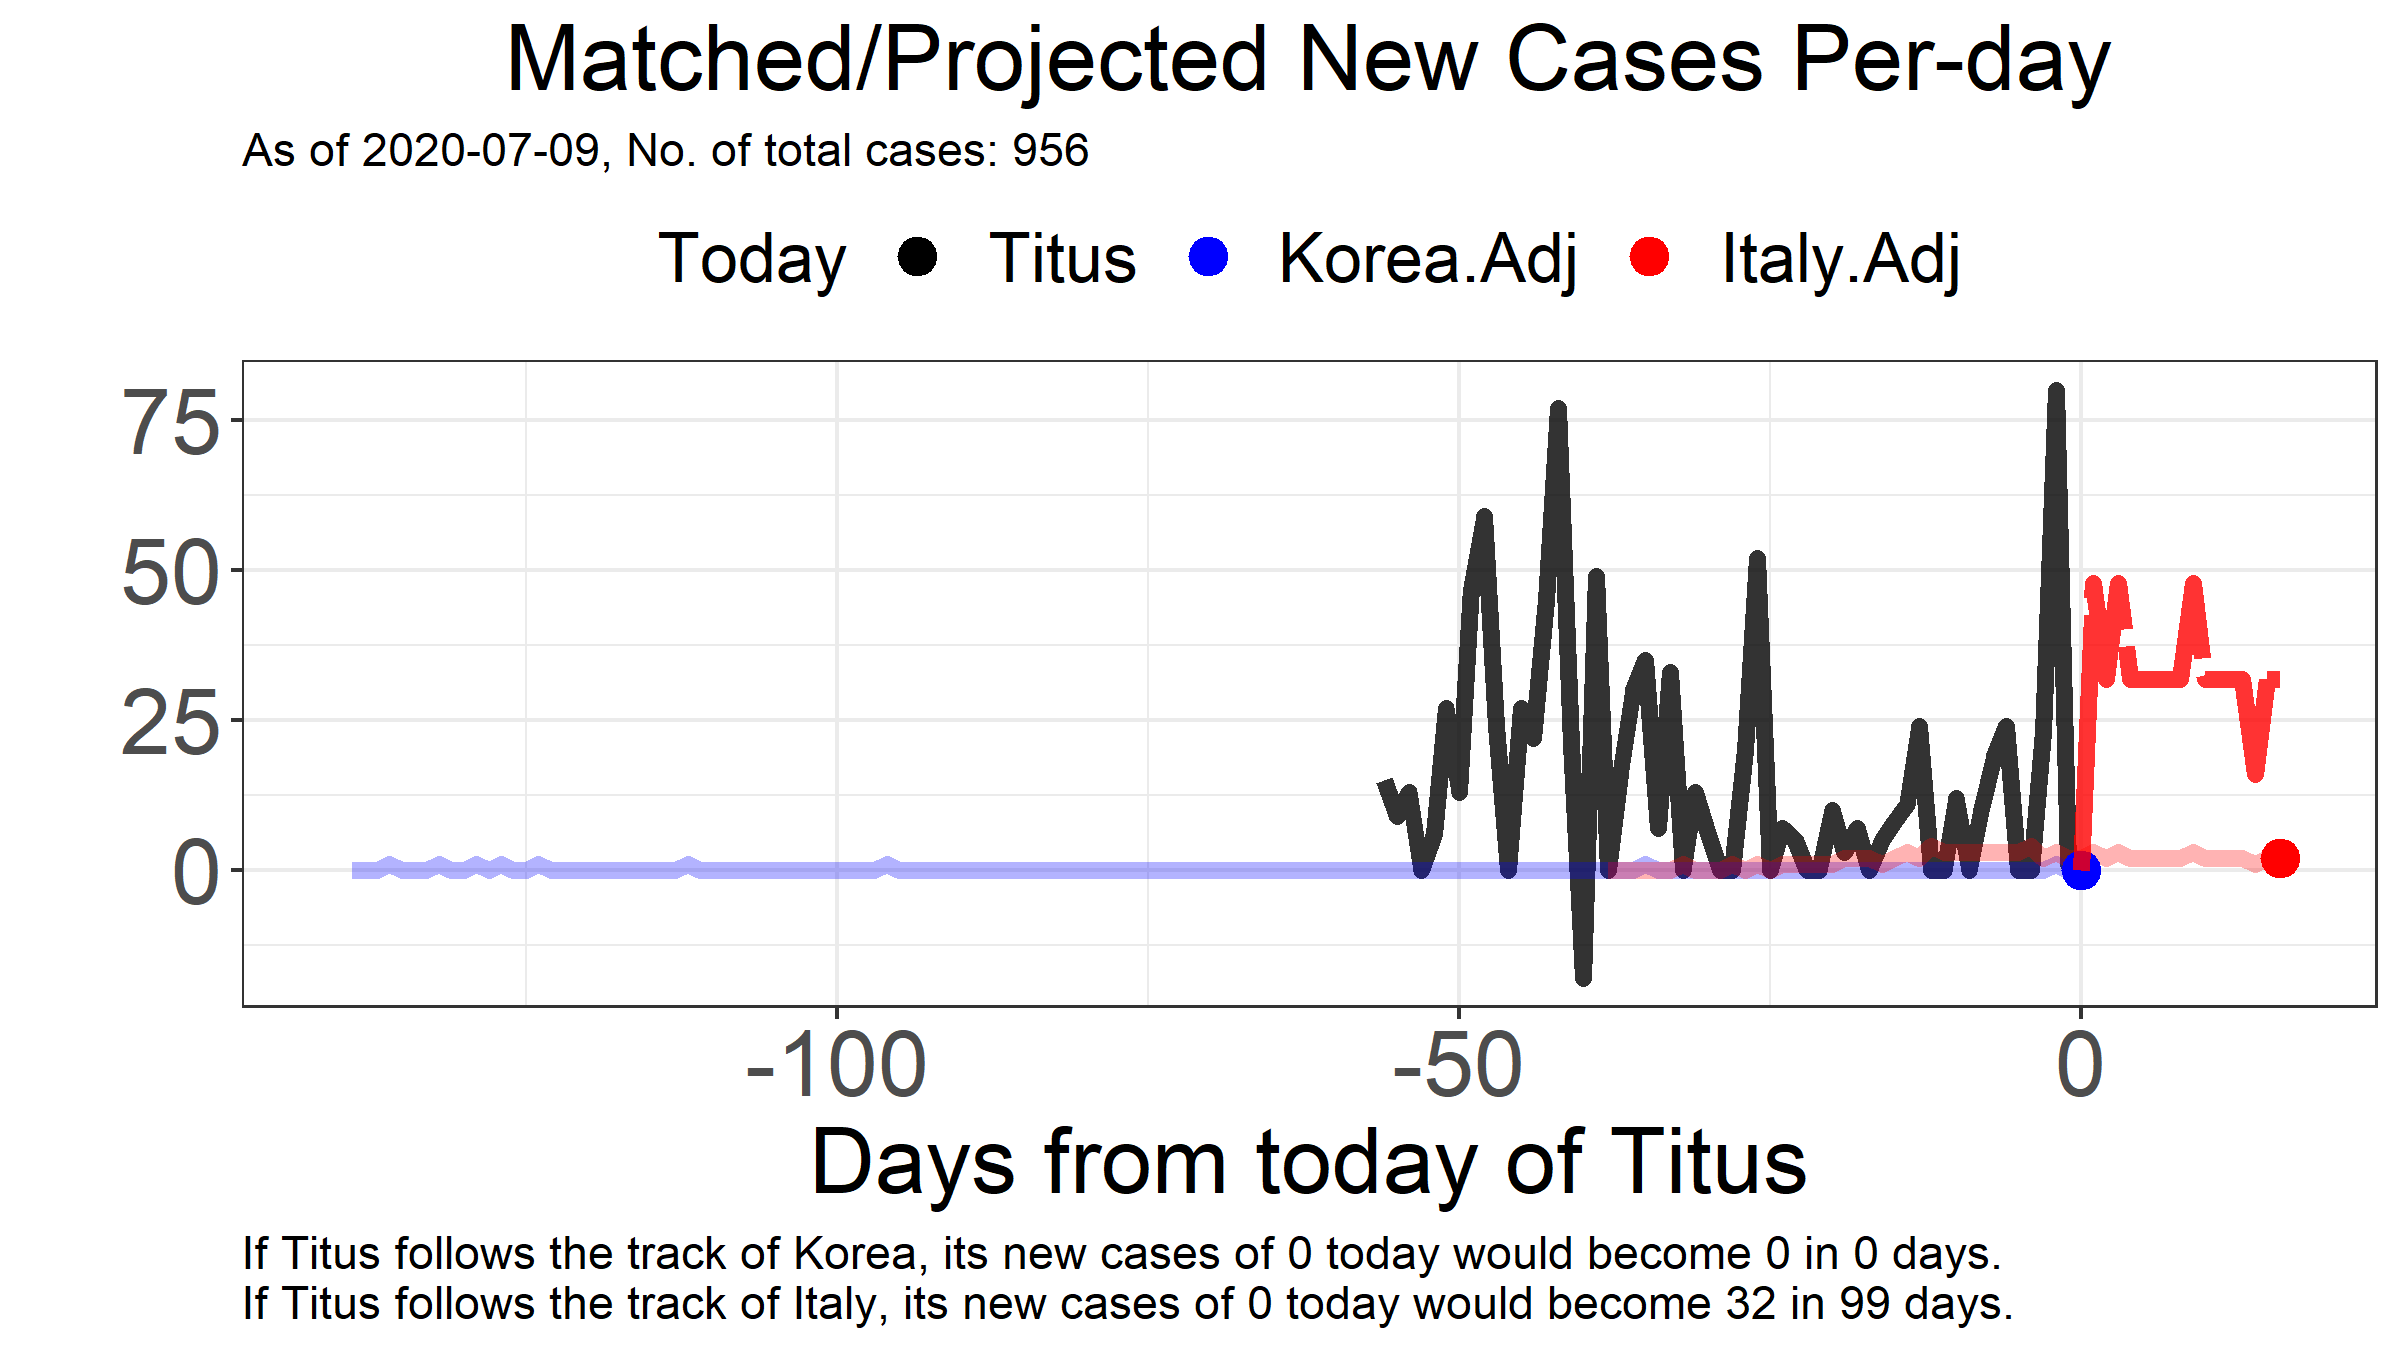 Matched/Projected New Cases Per-day
As of 2020-07-09, No. of total cases: 956
Today Titus Korea.Adj Italy.Adj
75
50
25
0
-100 -50 0
Days from today of Titus
If Titus follows the track of Korea, its new cases of 0 today would become 0 in 0 days.
If Titus follows the track of Italy, its new cases of 0 today would become 32 in 99 days.